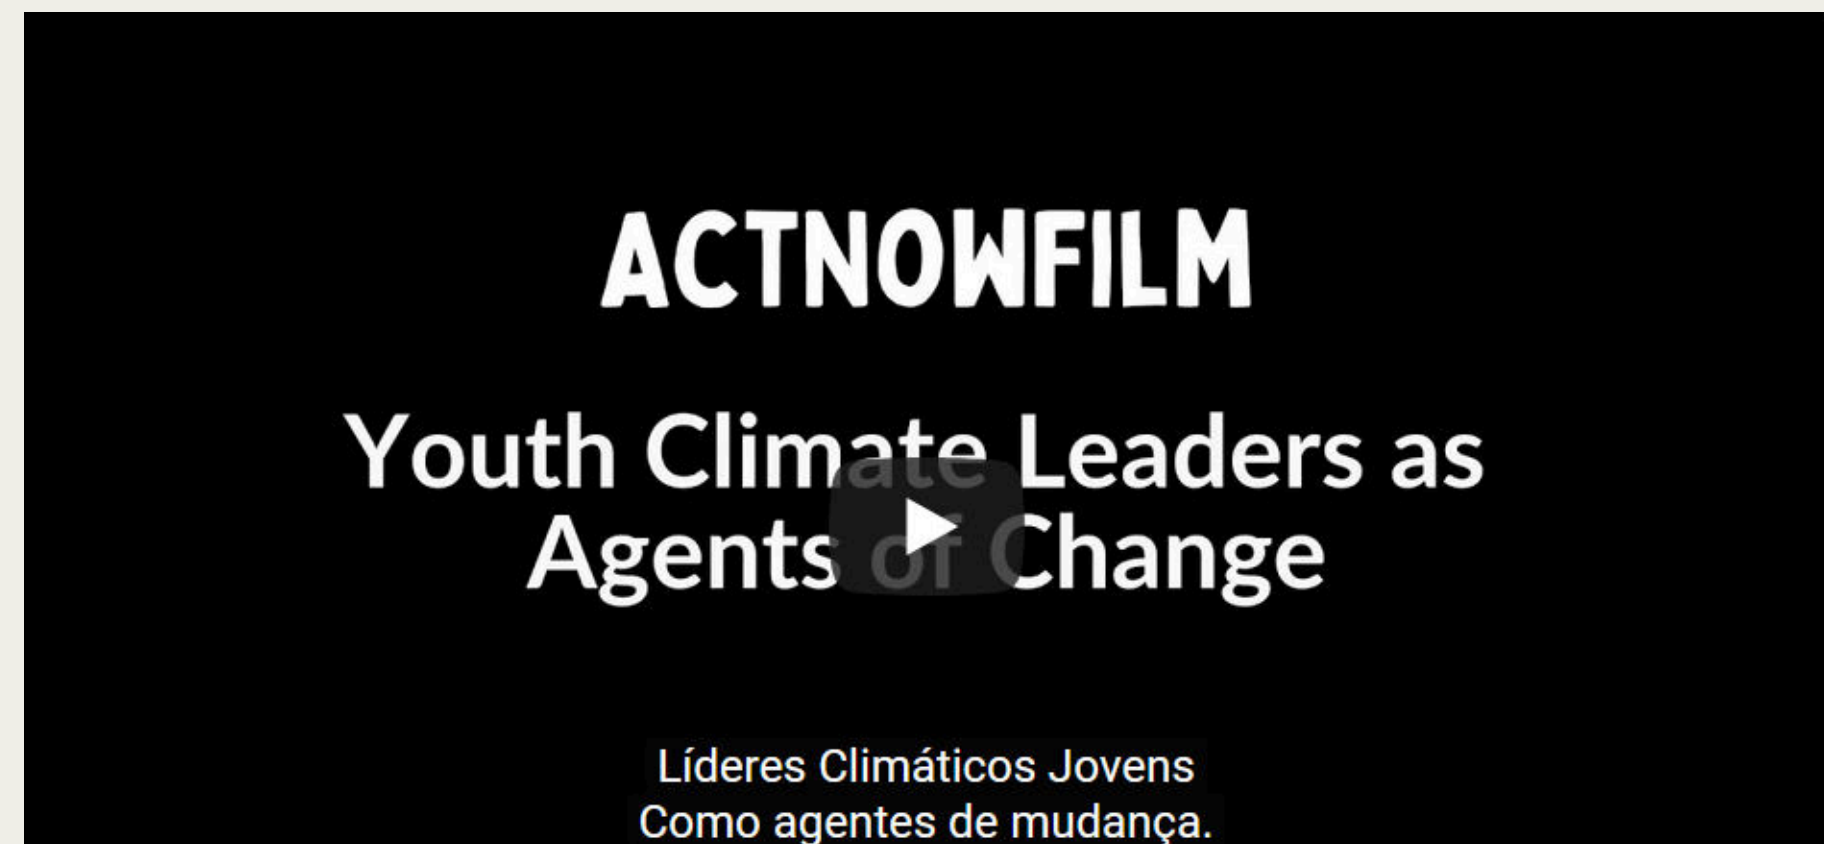 ACTNOWFILM
Youth Climate Leaders as
Agents of Change
Líderes Climáticos Jovens
Como agentes de mudança.